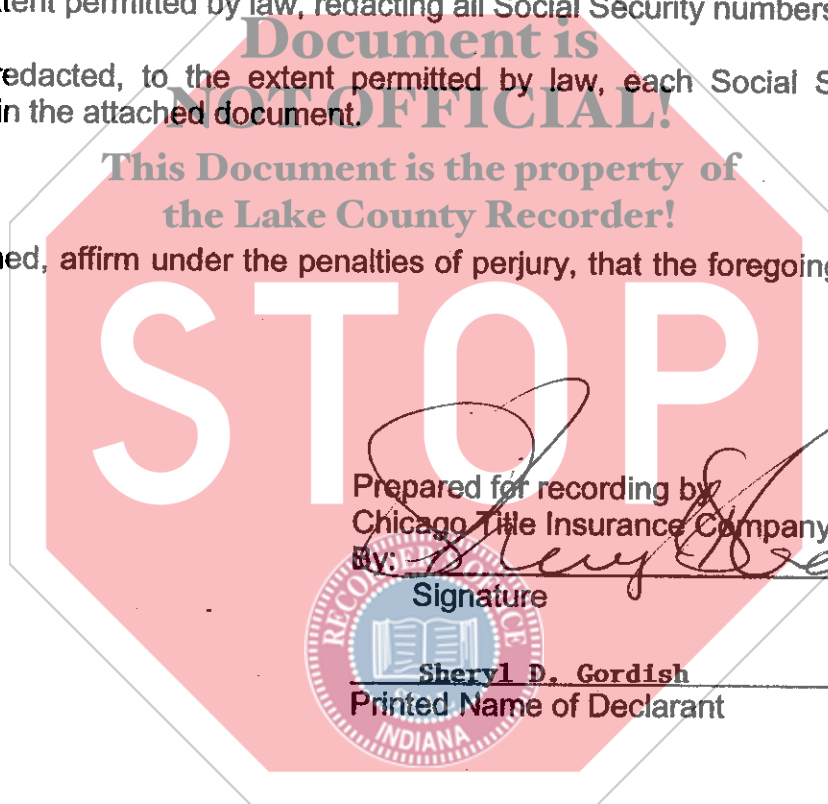 tent permitted by law, redacting all Social Security numbers
Document is
redacted, to the extent permitted by law, each Social S
NOT OFFICIAL!
in the attached document.
This Document is the property of
the Lake County Recorder!
ned, affirm under the penalties of perjury, that the foregoing
STOP
Prepared for recording by
Chicago Title Insurance Company
By:
Signature
RECORDER OFFICE
Sheryl D. Gordish
Printed Name of Declarant
INDIANA